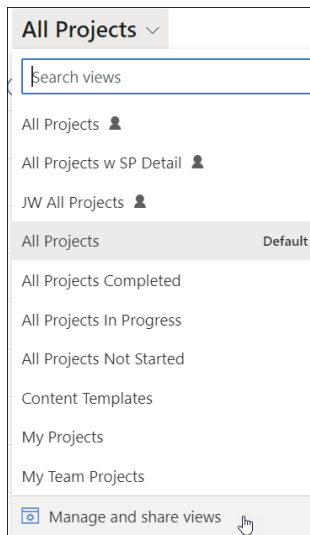 All Projects
Search views
All Projects
All Projects w SP Detail
JW All Projects
All Projects Default
All Projects Completed
All Projects In Progress
All Projects Not Started
Content Templates
My Projects
My Team Projects
Manage and share views